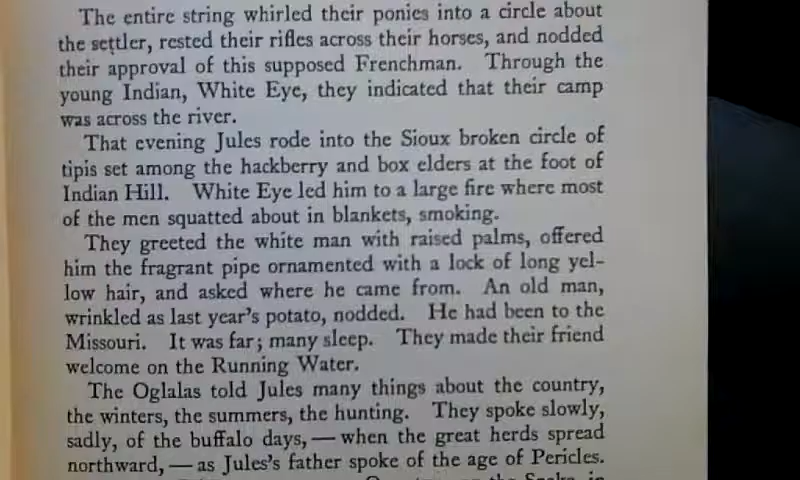 The entire string whirled their ponies into a circle about
the settler, rested their rifles across their horses, and nodded
their approval of this supposed Frenchman. Through the
young Indian, White Eye, they indicated that their camp
was across the river.
That evening Jules rode into the Sioux broken circle of
tipis set among the hackberry and box elders at the foot of
Indian Hill. White Eye led him to a large fire where most
of the men squatted about in blankets, smoking.
They greeted the white man with raised palms, offered
him the fragrant pipe ornamented with a lock of long yel-
low hair, and asked where he came from. An old man,
wrinkled as last year's potato, nodded. He had been to the
Missouri. It was far; many sleep. They made their friend
welcome on the Running Water.
The Oglalas told Jules many things about the country,
the winters, the summers, the hunting. They spoke slowly,
sadly, of the buffalo days, — when the great herds spread
northward, — as Jules's father spoke of the age of Pericles.
on the Snake, in